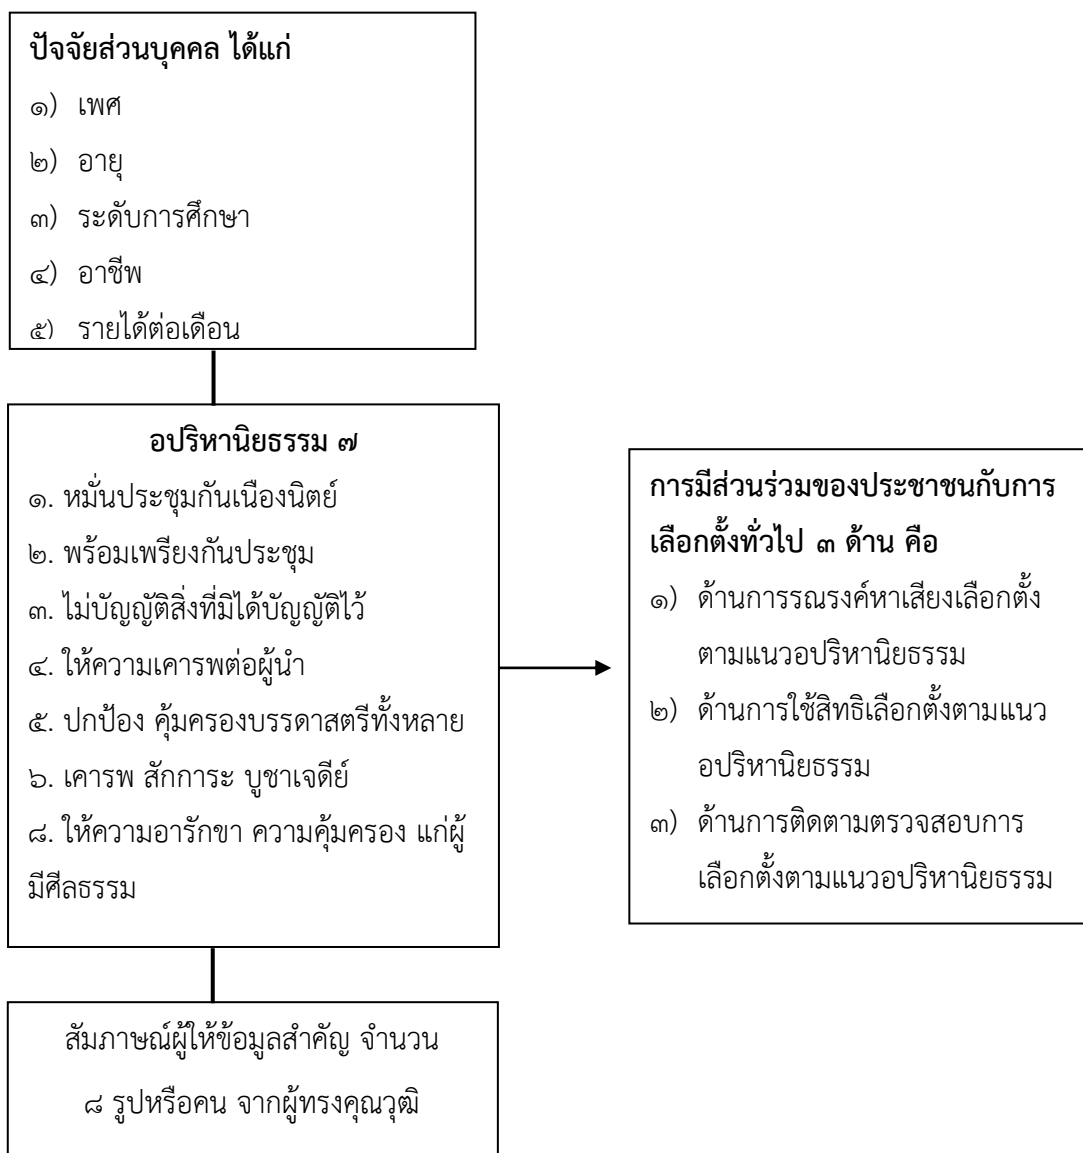 ปัจจัยส่วนบุคคล ได้แก่
๑) เพศ
๒) อายุ
๓) ระดับการศึกษา
๔) อาชีพ
๕) รายได้ต่อเดือน
อปริหานิยธรรม ๗
๑. หมั่นประชุมกันเนืองนิตย์
๒. พร้อมเพรียงกันประชุม
๓. ไม่บัญญัติสิ่งที่มิได้บัญญัติไว้
๔. ให้ความเคารพต่อผู้นำ
๕. ปกป้อง คุ้มครองบรรดาสตรีทั้งหลาย
๖. เคารพ สักการะ บูชาเจดีย์
๘. ให้ความอารักขา ความคุ้มครอง แก่ผู้
มีศีลธรรม
การมีส่วนร่วมของประชาชนกับการ
เลือกตั้งทั่วไป ๓ ด้าน คือ
๑) ด้านการรณรงค์หาเสียงเลือกตั้ง
ตามแนวอปริหานิยธรรม
๒) ด้านการใช้สิทธิเลือกตั้งตามแนว
อปริหานิยธรรม
๓) ด้านการติดตามตรวจสอบการ
เลือกตั้งตามแนวอปริหานิยธรรม
สัมภาษณ์ผู้ให้ข้อมูลสำคัญ จำนวน
๘ รูปหรือคน จากผู้ทรงคุณวุฒิ